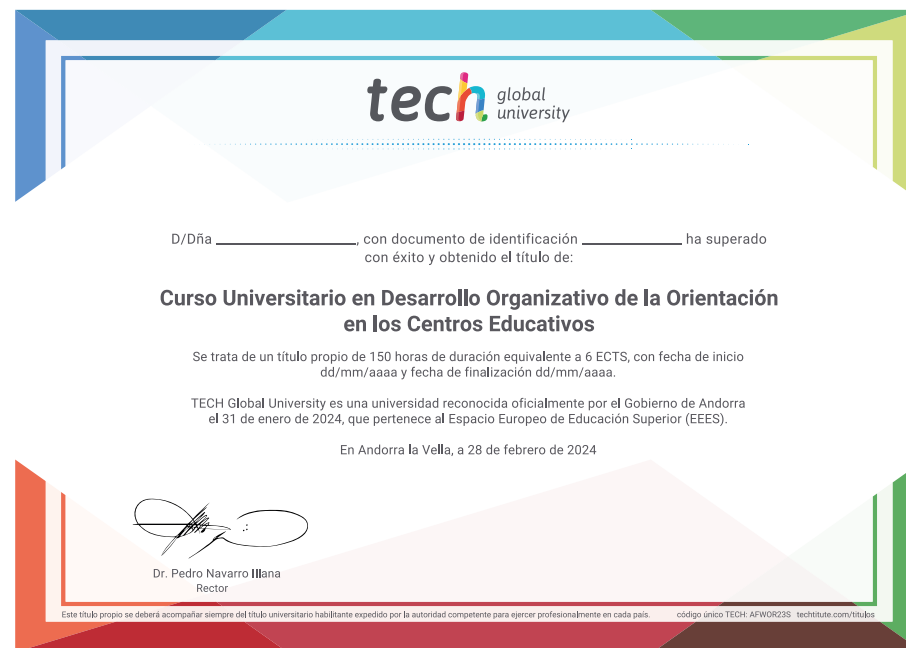 tech global university
D/Dña ____________, con documento de identificación ____________ ha superado
con éxito y obtenido el título de:
Curso Universitario en Desarrollo Organizativo de la Orientación
en los Centros Educativos
Se trata de un título propio de 150 horas de duración equivalente a 6 ECTS, con fecha de inicio
dd/mm/aaaa y fecha de finalización dd/mm/aaaa.
TECH Global University es una universidad reconocida oficialmente por el Gobierno de Andorra
el 31 de enero de 2024, que pertenece al Espacio Europeo de Educación Superior (EEES).
En Andorra la Vella, a 28 de febrero de 2024
Dr. Pedro Navarro Illana
Rector
Este título propio se deberá acompañar siempre del título universitario habilitante expedido por la autoridad competente para ejercer profesionalmente en cada país. código único TECH: AFWOR23S techtitute.com/titulos